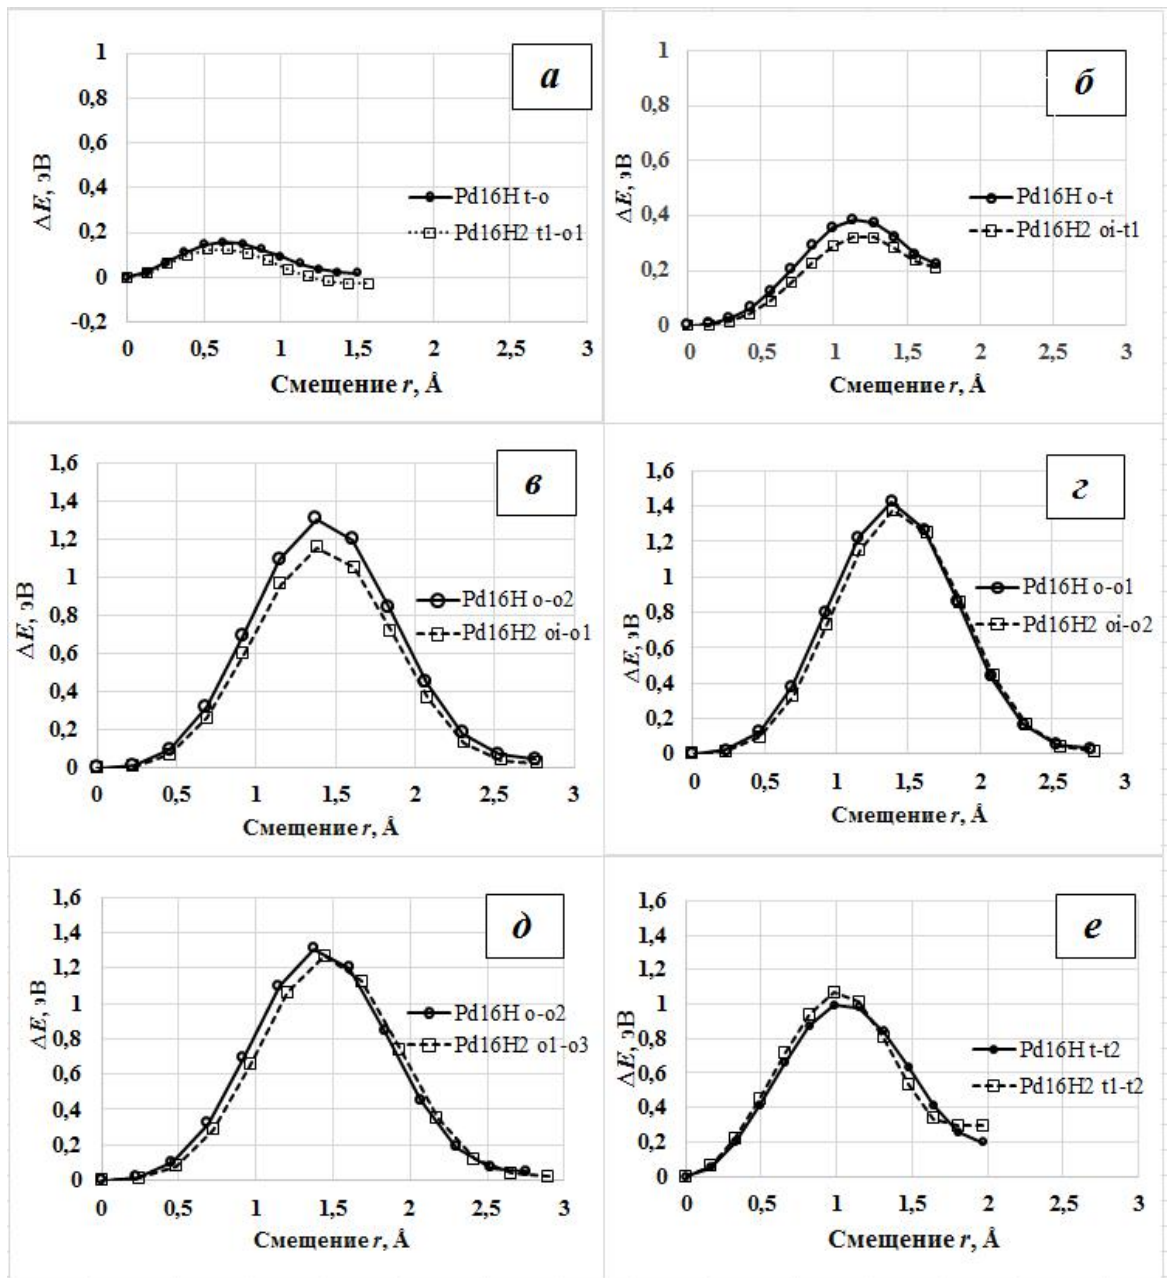 а
1
0,8
0,6
0,4
0,2
0
-0,2
ΔE, эВ
Pd16H t-o
Pd16H2 t1-o1
0 0,5 1 1,5 2 2,5 3
Смещение r, Å
б
1
0,8
0,6
0,4
0,2
0
ΔE, эВ
Pd16H o-t
Pd16H2 oi-t1
0 0,5 1 1,5 2 2,5 3
Смещение r, Å
в
1,6
1,4
1,2
1
0,8
0,6
0,4
0,2
0
ΔE, эВ
Pd16H o-o2
Pd16H2 oi-o1
0 0,5 1 1,5 2 2,5 3
Смещение r, Å
г
1,6
1,4
1,2
1
0,8
0,6
0,4
0,2
0
ΔE, эВ
Pd16H o-o1
Pd16H2 oi-o2
0 0,5 1 1,5 2 2,5 3
Смещение r, Å
д
1,6
1,4
1,2
1
0,8
0,6
0,4
0,2
0
ΔE, эВ
Pd16H o-o2
Pd16H2 o1-o3
0 0,5 1 1,5 2 2,5 3
Смещение r, Å
е
1,6
1,4
1,2
1
0,8
0,6
0,4
0,2
0
ΔE, эВ
Pd16H t-t2
Pd16H2 t1-t2
0 0,5 1 1,5 2 2,5 3
Смещение r, Å